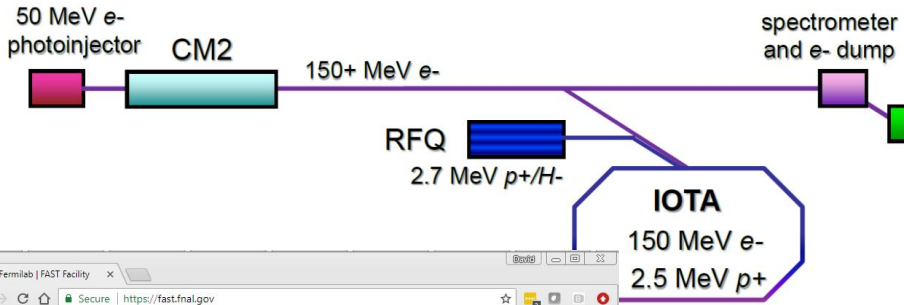 50 MeV e-
photoinjector
CM2
150+ MeV e-
spectrometer
and e- dump
RFQ
2.7 MeV p+/H-
IOTA
150 MeV e-
2.5 MeV p+
Fermilab | FAST Facility
David
Secure | https://fast.fnal.gov